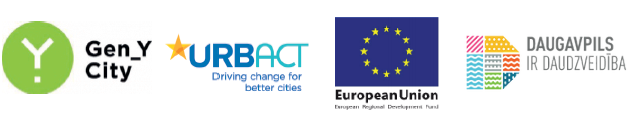 Gen_Y
City
URBACT
Driving change for
better cities
European Union
European Regional Development Fund
DAUGAVPILS
IR DAUDZVEIDĪBA